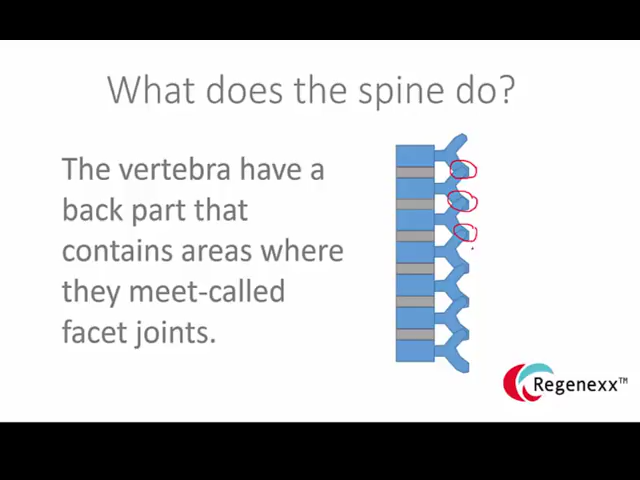 What does the spine do?
The vertebra have a
back part that
contains areas where
they meet-called
facet joints.
Regenexx™